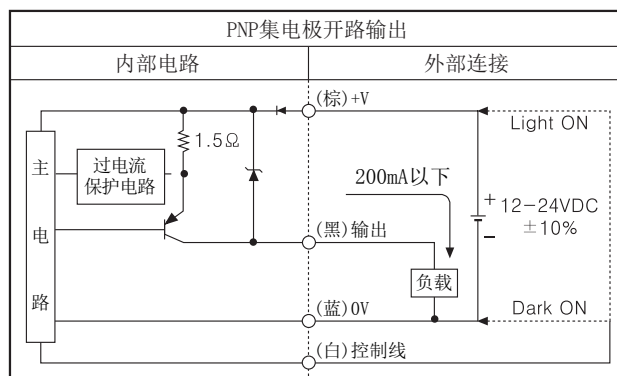 PNP集电极开路输出
内部电路
外部连接
(棕)+V
Light ON
1.5Ω
主电路
过电流
保护电路
200mA以下
+
12-24VDC
±10%
−
(黑)输出
负载
(蓝)0V
Dark ON
(白)控制线